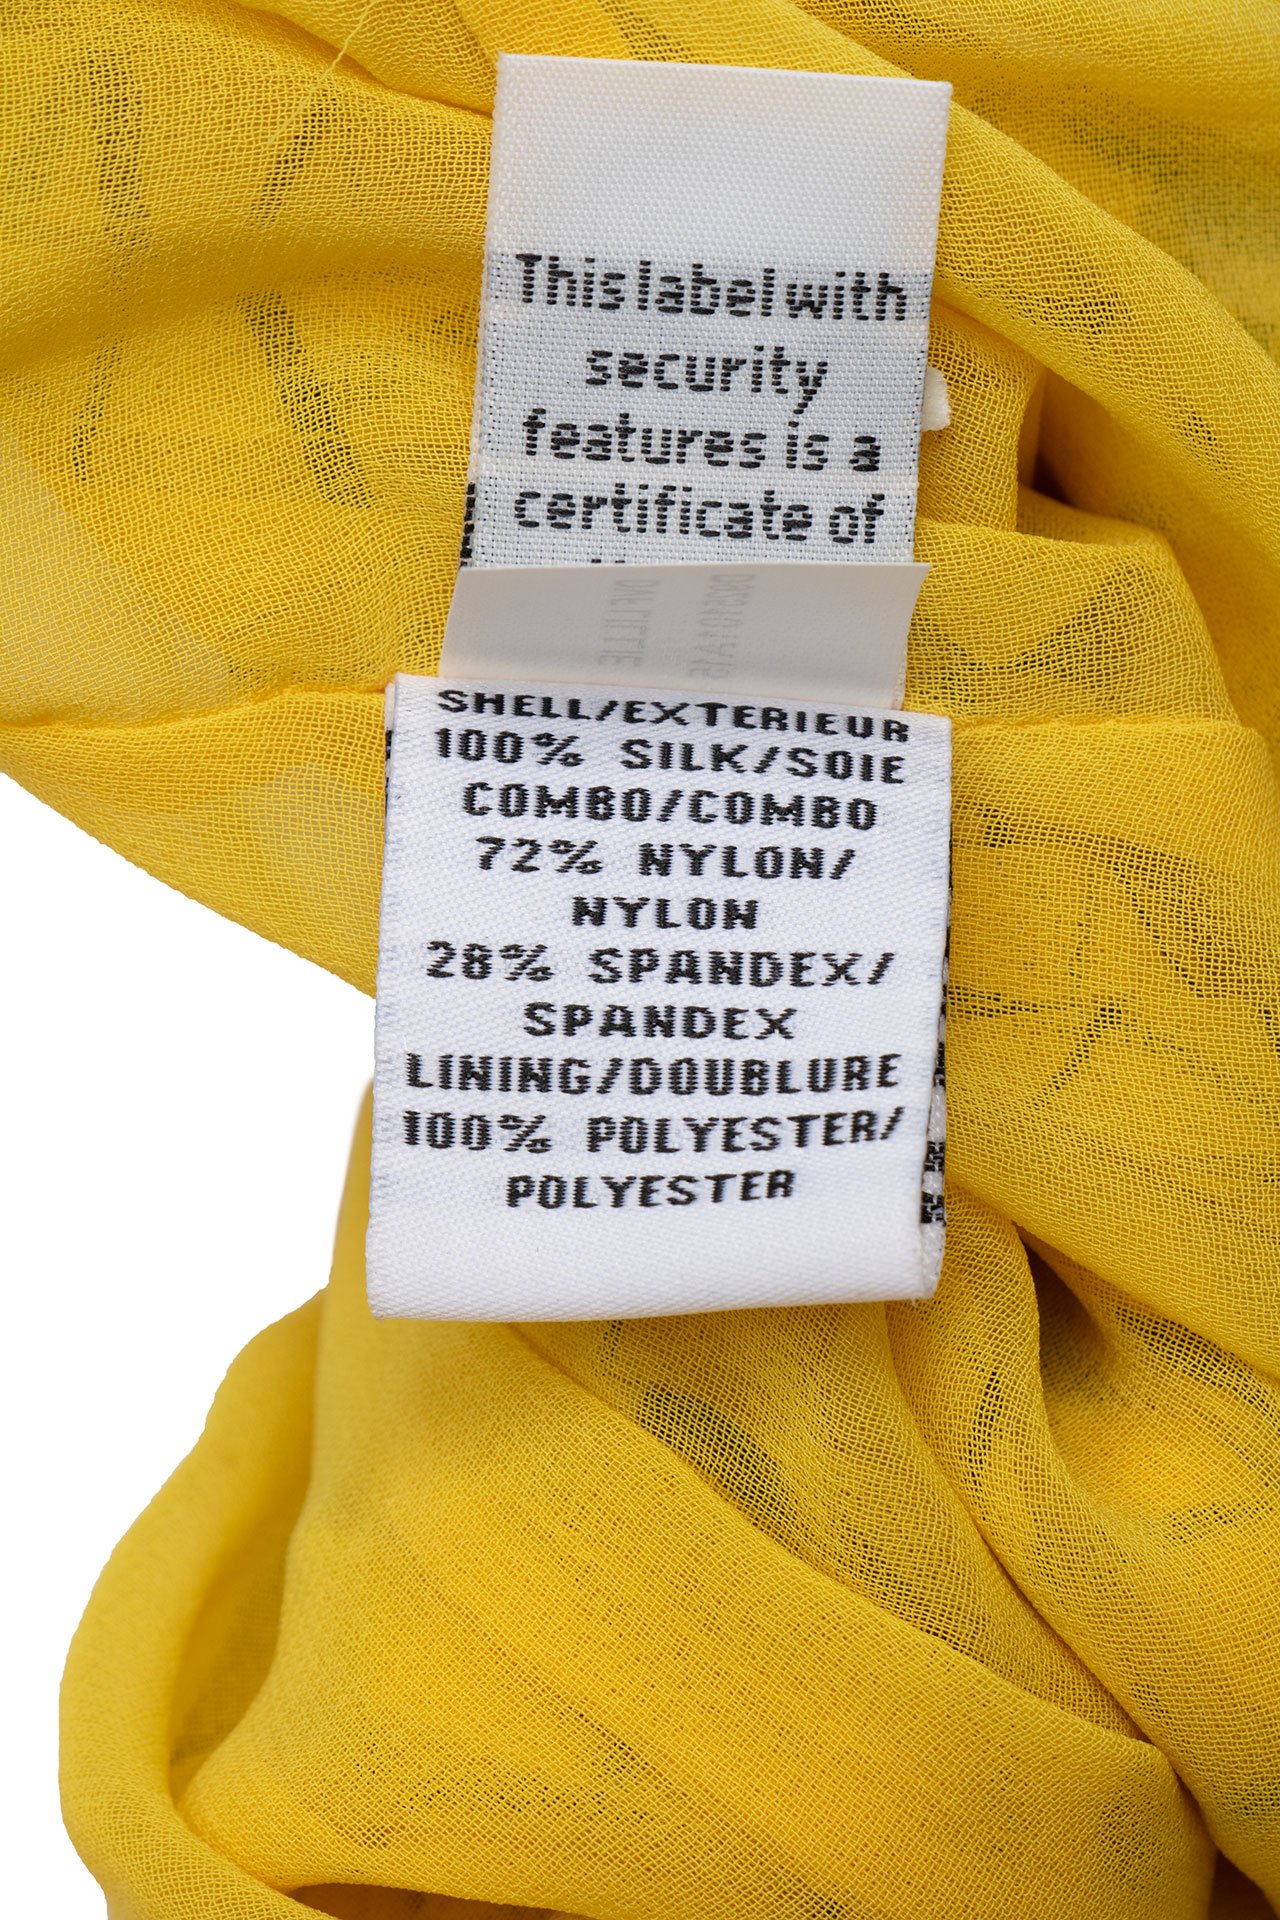 This label with
security
features is a
certificate of
SHELL/EXTERIEUR
100% SILK/SOIE
COMBO/COMBO
72% NYLON/
NYLON
28% SPANDEX/
SPANDEX
LINING/DOUBLURE
100% POLYESTER/
POLYESTER